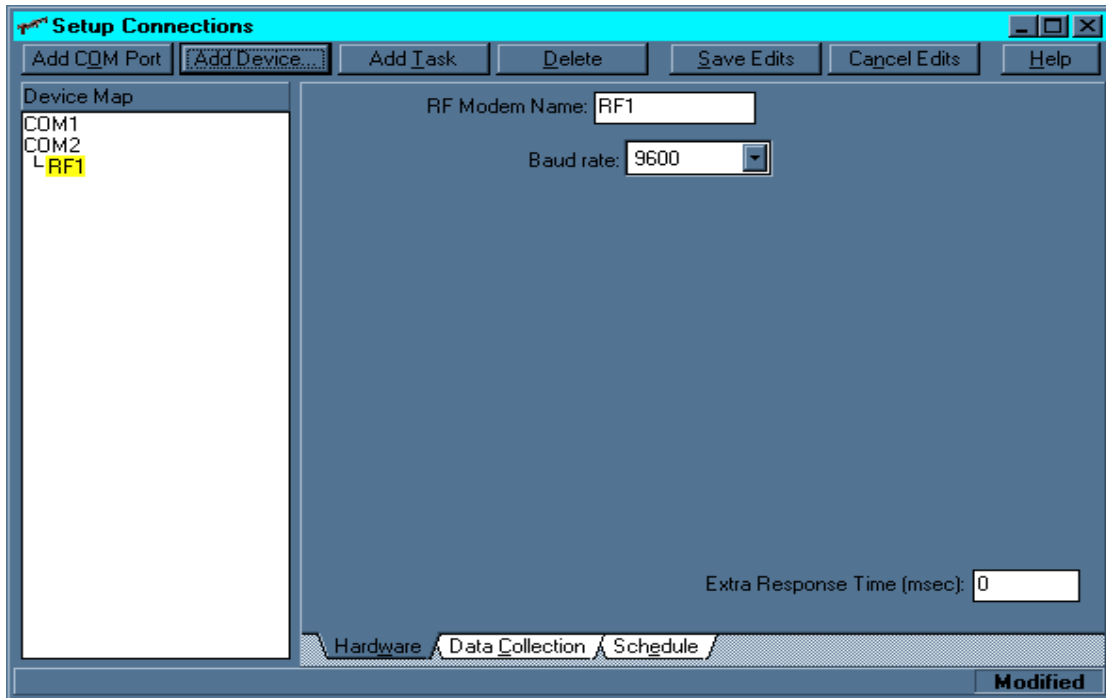 Setup Connections
Add COM Port Add Device... Add Task Delete Save Edits Cancel Edits Help
Device Map
COM1
COM2
RF1
RF Modem Name: RF1
Baud rate: 9600
Extra Response Time (msec): 0
Hardware Data Collection Schedule
Modified